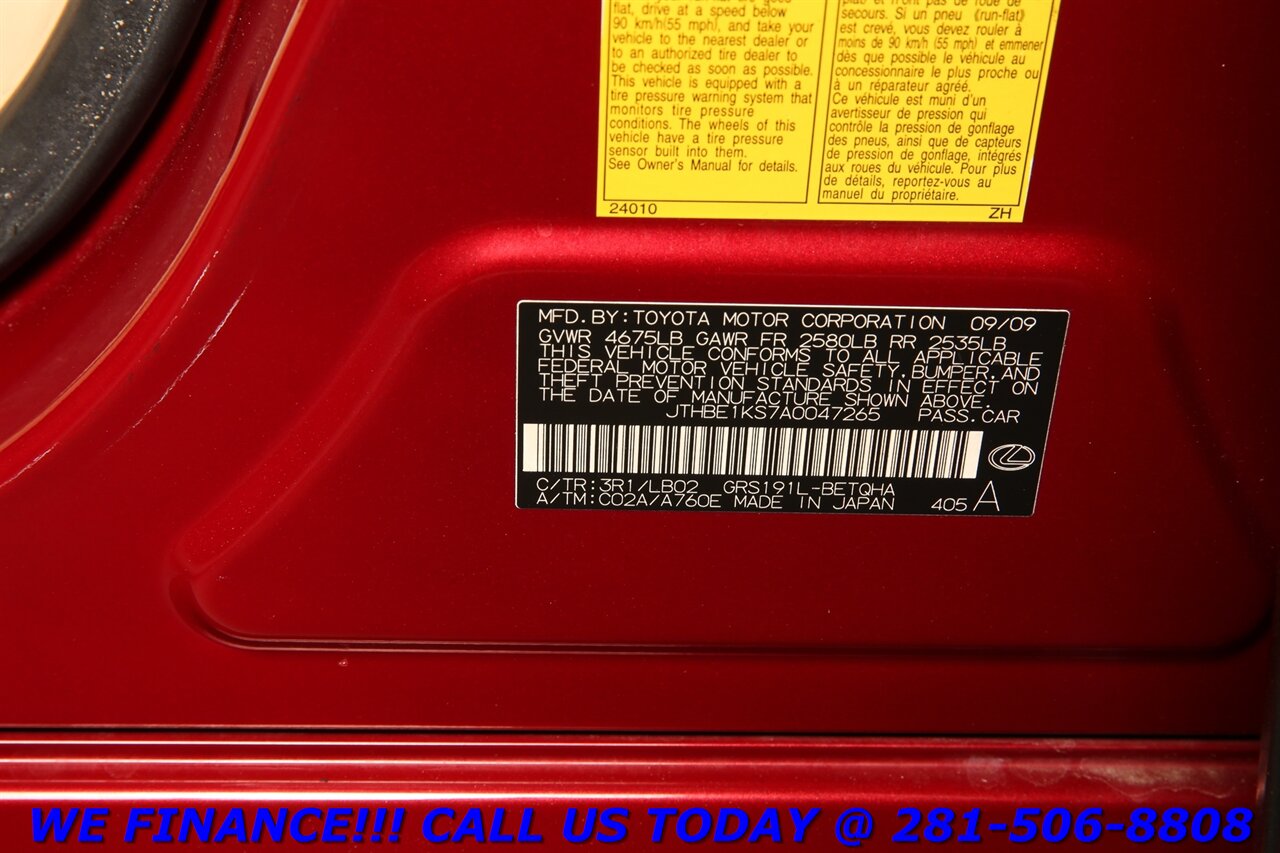 flat, drive at a speed below
90 km/h(55 mph), and take your
vehicle to the nearest dealer or
to an authorized tire dealer to
be checked as soon as possible.
This vehicle is equipped with a
tire pressure warning system that
monitors tire pressure
conditions. The wheels of this
vehicle have a tire pressure
sensor built into them.
See Owner's Manual for details.
24010
secours. Si un pneu (run-flat)
est crevé, vous devez rouler à
moins de 90 km/h (55 mph) et emmener
dès que possible le véhicule au
concessionnaire le plus proche ou
à un réparateur agréé.
Ce véhicule est muni d'un
avertisseur de pression qui
contrôle la pression de gonflage
des pneus, ainsi que de capteurs
de pression de gonflage, intégrés
aux roues du véhicule. Pour plus
de détails, reportez-vous au
manuel du propriétaire.
ZH
MFD.BY:TOYOTA MOTOR CORPORATION 09/09
GVWR 4675LB GAWR FR 2580LB RR 2535LB
THIS VEHICLE CONFORMS TO ALL APPLICABLE
FEDERAL MOTOR VEHICLE SAFETY,BUMPER,AND
THEFT PREVENTION STANDARDS IN EFFECT ON
THE DATE OF MANUFACTURE SHOWN ABOVE.
JTHBE1KS7A0047265 PASS.CAR
C/TR:3R1/LB02 GRS191L-BETQHA
A/TM:C02A/A760E MADE IN JAPAN 405 A
WE FINANCE!!! CALL US TODAY @ 281-506-8808